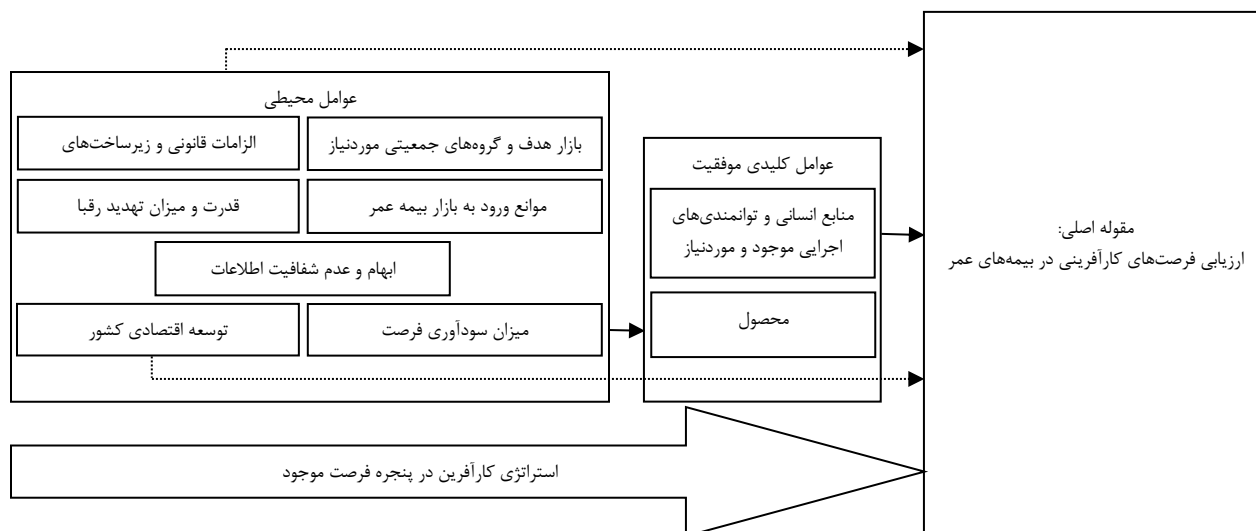 عوامل محیطی
بازار هدف و گروه‌های جمعیتی موردنیاز
الزامات قانونی و زیرساخت‌های
موانع ورود به بازار بیمه عمر
قدرت و میزان تهدید رقبا
ابهام و عدم شفافیت اطلاعات
میزان سودآوری فرصت
توسعه اقتصادی کشور
عوامل کلیدی موفقیت
منابع انسانی و توانمندی‌های
اجرایی موجود و موردنیاز
محصول
مقوله اصلی:
ارزیابی فرصت‌های کارآفرینی در بیمه‌های عمر
استراتژی کارآفرین در پنجره فرصت موجود